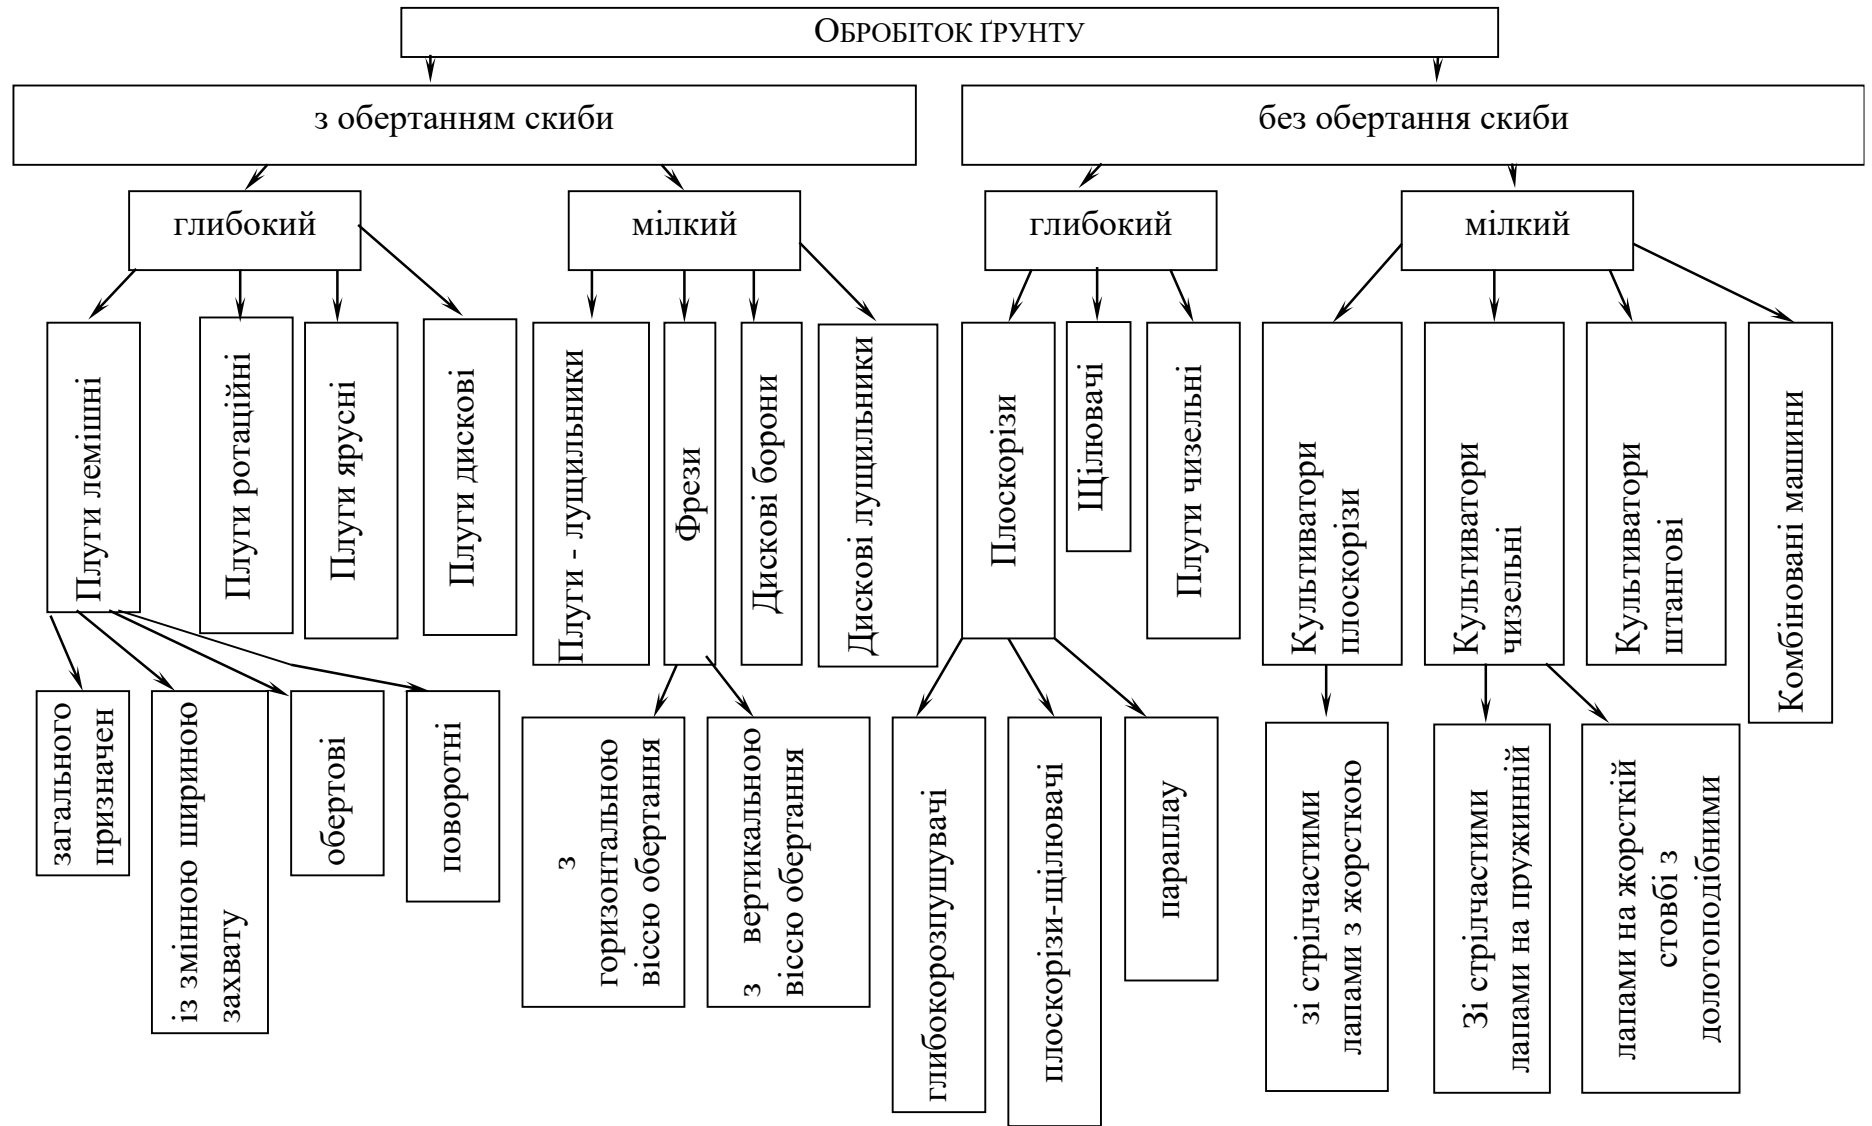 ОБРОБІТОК ҐРУНТУ
з обертанням скиби
без обертання скиби
глибокий
мілкий
глибокий
мілкий
Плуги лемішні
Плуги ротаційні
Плуги ярусні
Плуги дискові
Плуги - лущильники
Фрези
Дискові борони
Дискові лущильники
Плоскорізи
Щілювачі
Плуги чизельні
Культиватори
плоскорізи
Культиватори
чизельні
Культиватори
штангові
Комбіновані машини
загального
призначен
із змінною шириною
захвату
обертові
поворотні
з
горизонтальною
віссю обертання
з вертикальною
віссю обертання
глибокорозпушувачі
плоскорізи-щілювачі
параплау
зі стрілчастими
лапами з жорсткою
Зі стрілчастими
лапами на пружинній
лапами на жорсткій
стовбі з
долотоподібними